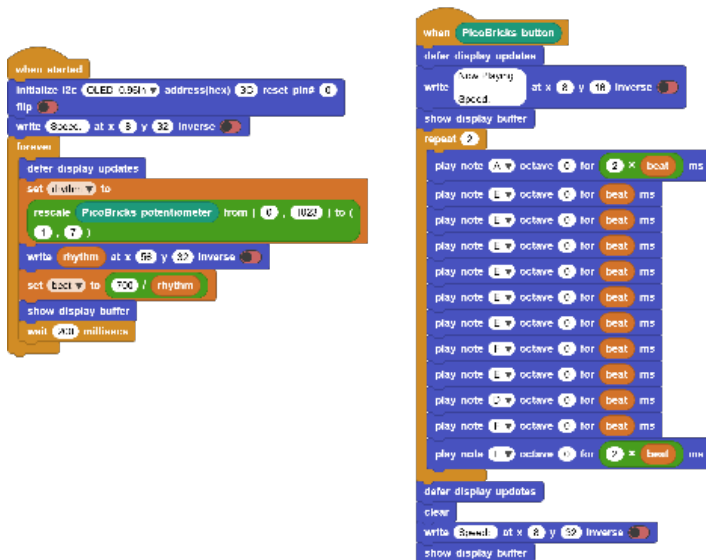 when started
initialize i2c OLED 0.96in address(hex) 3C reset pin# 0
flip
write Speed: at x 8 y 32 inverse
forever
defer display updates
set rhythm to
rescale PicoBricks potentiometer from ( 0 , 1023 ) to (
1 , 7 )
write rhythm at x 56 y 32 inverse
set beat to 700 / rhythm
show display buffer
wait 200 millisecs
when PicoBricks button
defer display updates
write Now Playing at x 8 y 16 inverse
Speed:
show display buffer
repeat 2
play note A octave 0 for 2 × beat ms
play note octave 0 for beat ms
play note octave 0 for beat ms
play note octave 0 for beat ms
play note octave 0 for beat ms
play note octave 0 for beat ms
play note octave 0 for beat ms
play note octave 0 for beat ms
play note octave 0 for beat ms
play note D octave 0 for beat ms
play note octave 0 for beat ms
play note octave 0 for 2 × beat ms
defer display updates
clear
write Speed: at x 8 y 32 inverse
show display buffer